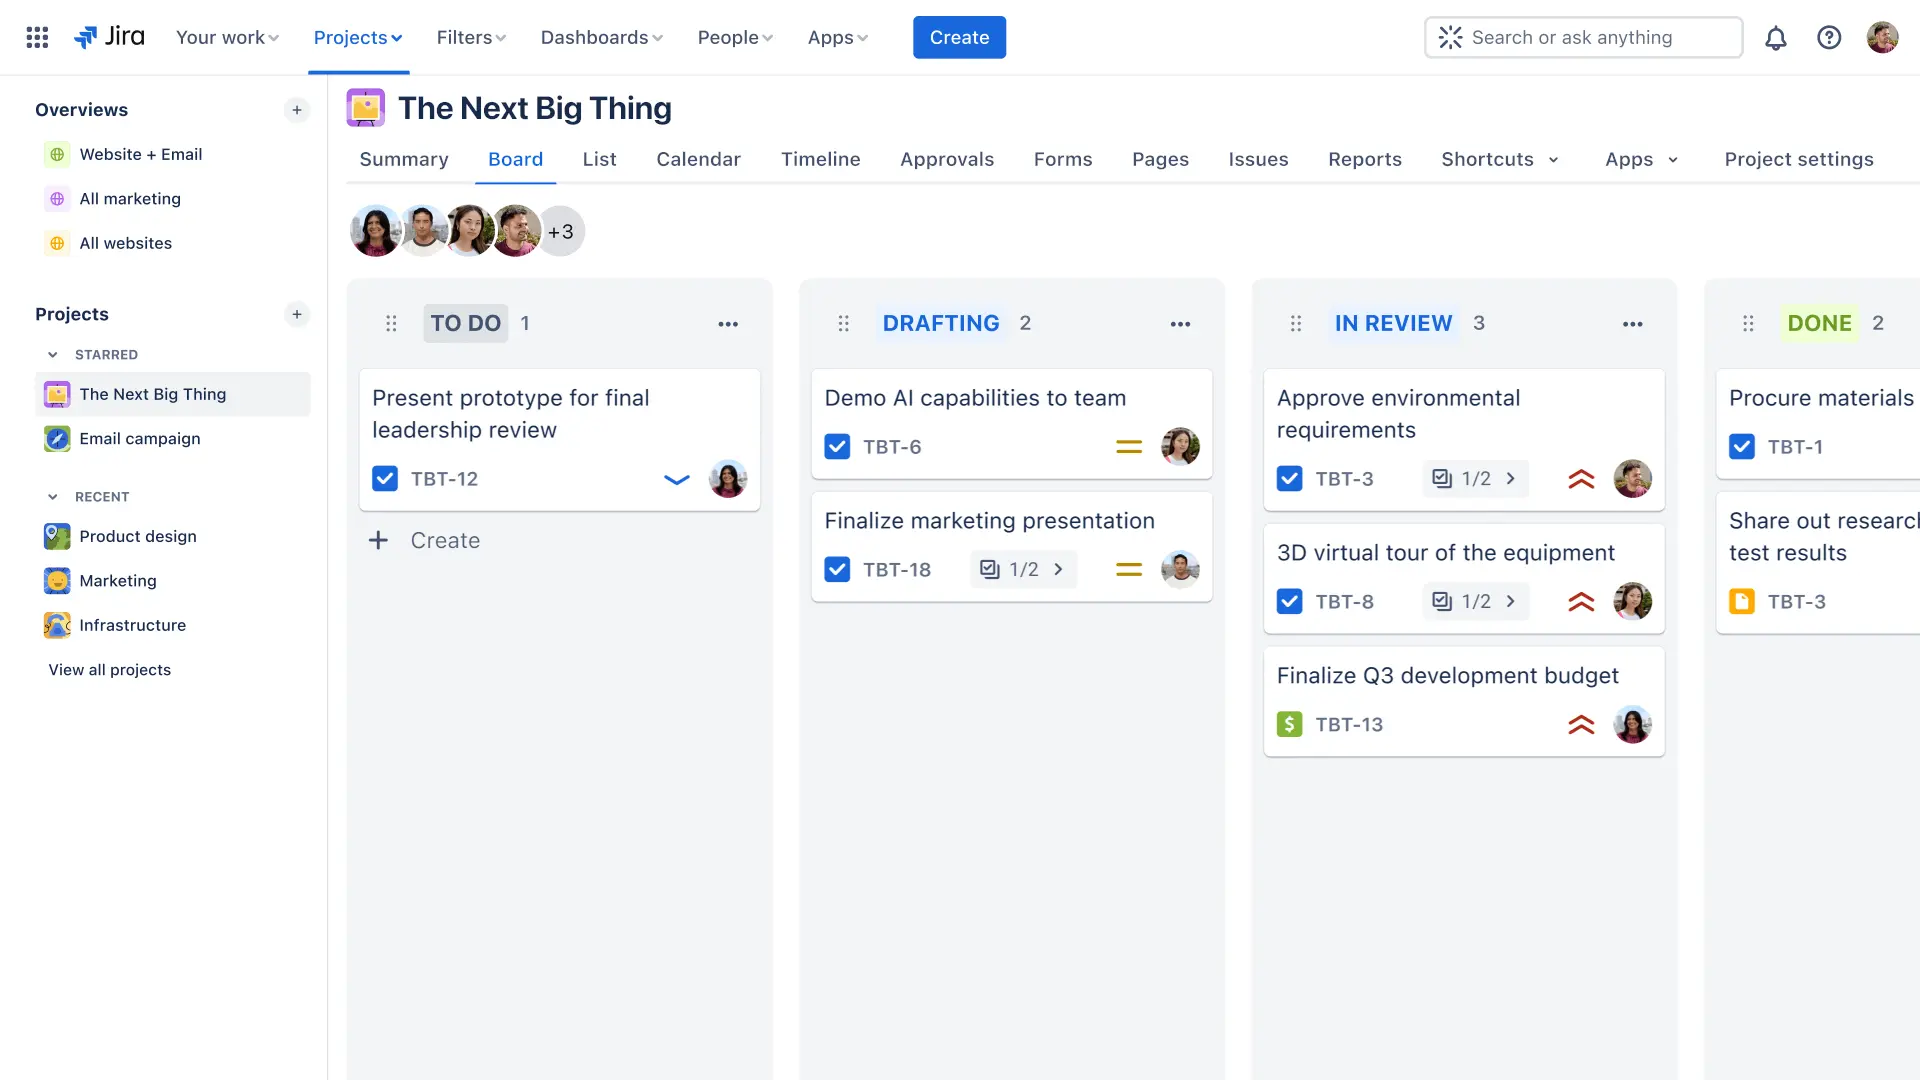 Jira
Your work
Projects
Filters
Dashboards
People
Apps
Create
Search or ask anything
Overviews
Website + Email
All marketing
All websites
Projects
STARRED
The Next Big Thing
Email campaign
RECENT
Product design
Marketing
Infrastructure
View all projects
The Next Big Thing
Summary
Board
List
Calendar
Timeline
Approvals
Forms
Pages
Issues
Reports
Shortcuts
Apps
Project settings
+3
TO DO 1
Present prototype for final
leadership review
TBT-12
Create
DRAFTING 2
Demo AI capabilities to team
TBT-6
Finalize marketing presentation
TBT-18 1/2
IN REVIEW 3
Approve environmental
requirements
TBT-3 1/2
3D virtual tour of the equipment
TBT-8 1/2
Finalize Q3 development budget
$ TBT-13
DONE 2
Procure materials
TBT-1
Share out research
test results
TBT-3